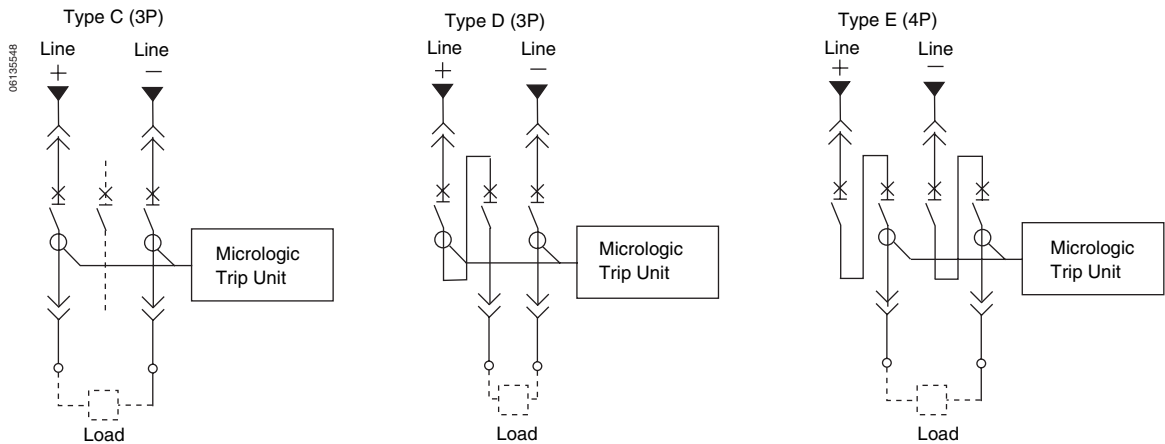 Type C (3P)
Line
Line
+
—
06135548
Micrologic
Trip Unit
Load
Type D (3P)
Line
Line
+
—
Micrologic
Trip Unit
Load
Type E (4P)
Line
Line
+
—
Micrologic
Trip Unit
Load